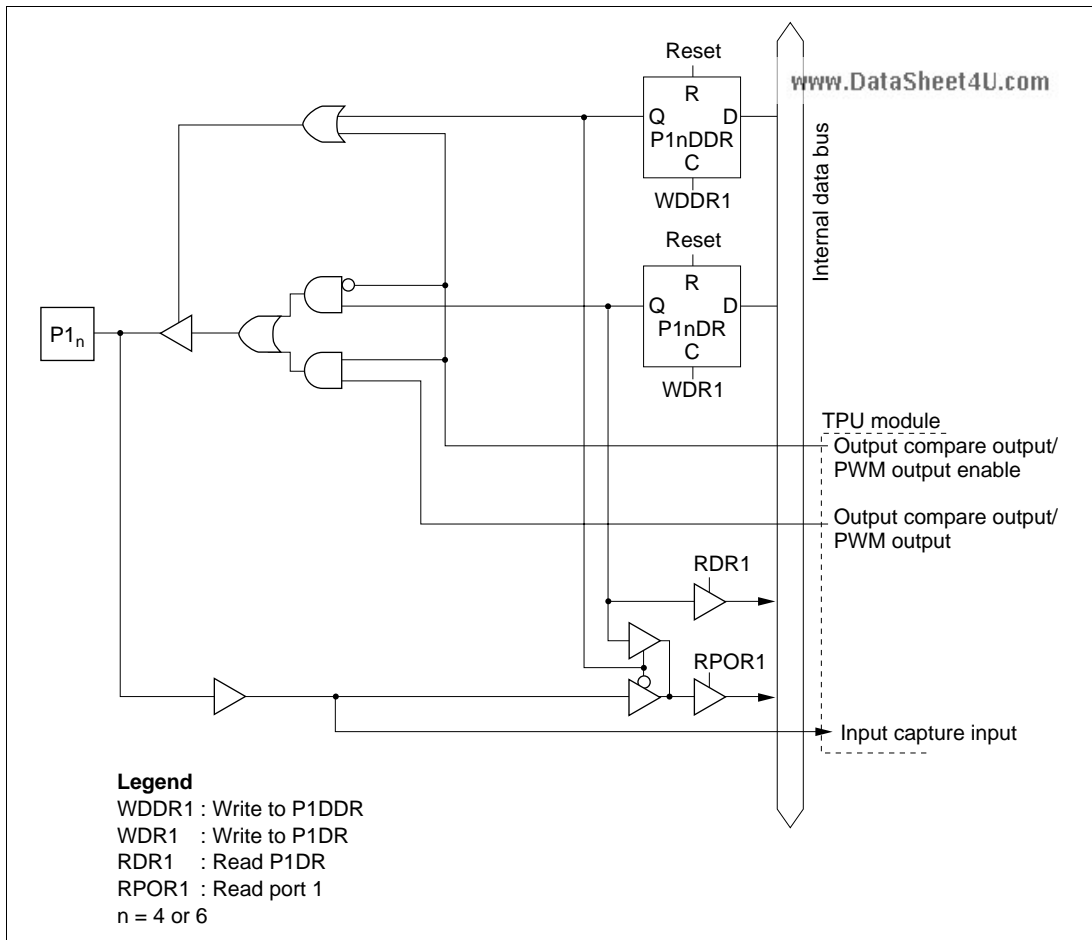 Reset
www.DataSheet4U.com
R
Q D
P1nDDR
C
WDDR1
Internal data bus
Reset
R
Q D
P1nDR
C
WDR1
P1n
TPU module
Output compare output/
PWM output enable
Output compare output/
PWM output
RDR1
RPOR1
Input capture input
Legend
WDDR1 : Write to P1DDR
WDR1 : Write to P1DR
RDR1 : Read P1DR
RPOR1 : Read port 1
n = 4 or 6